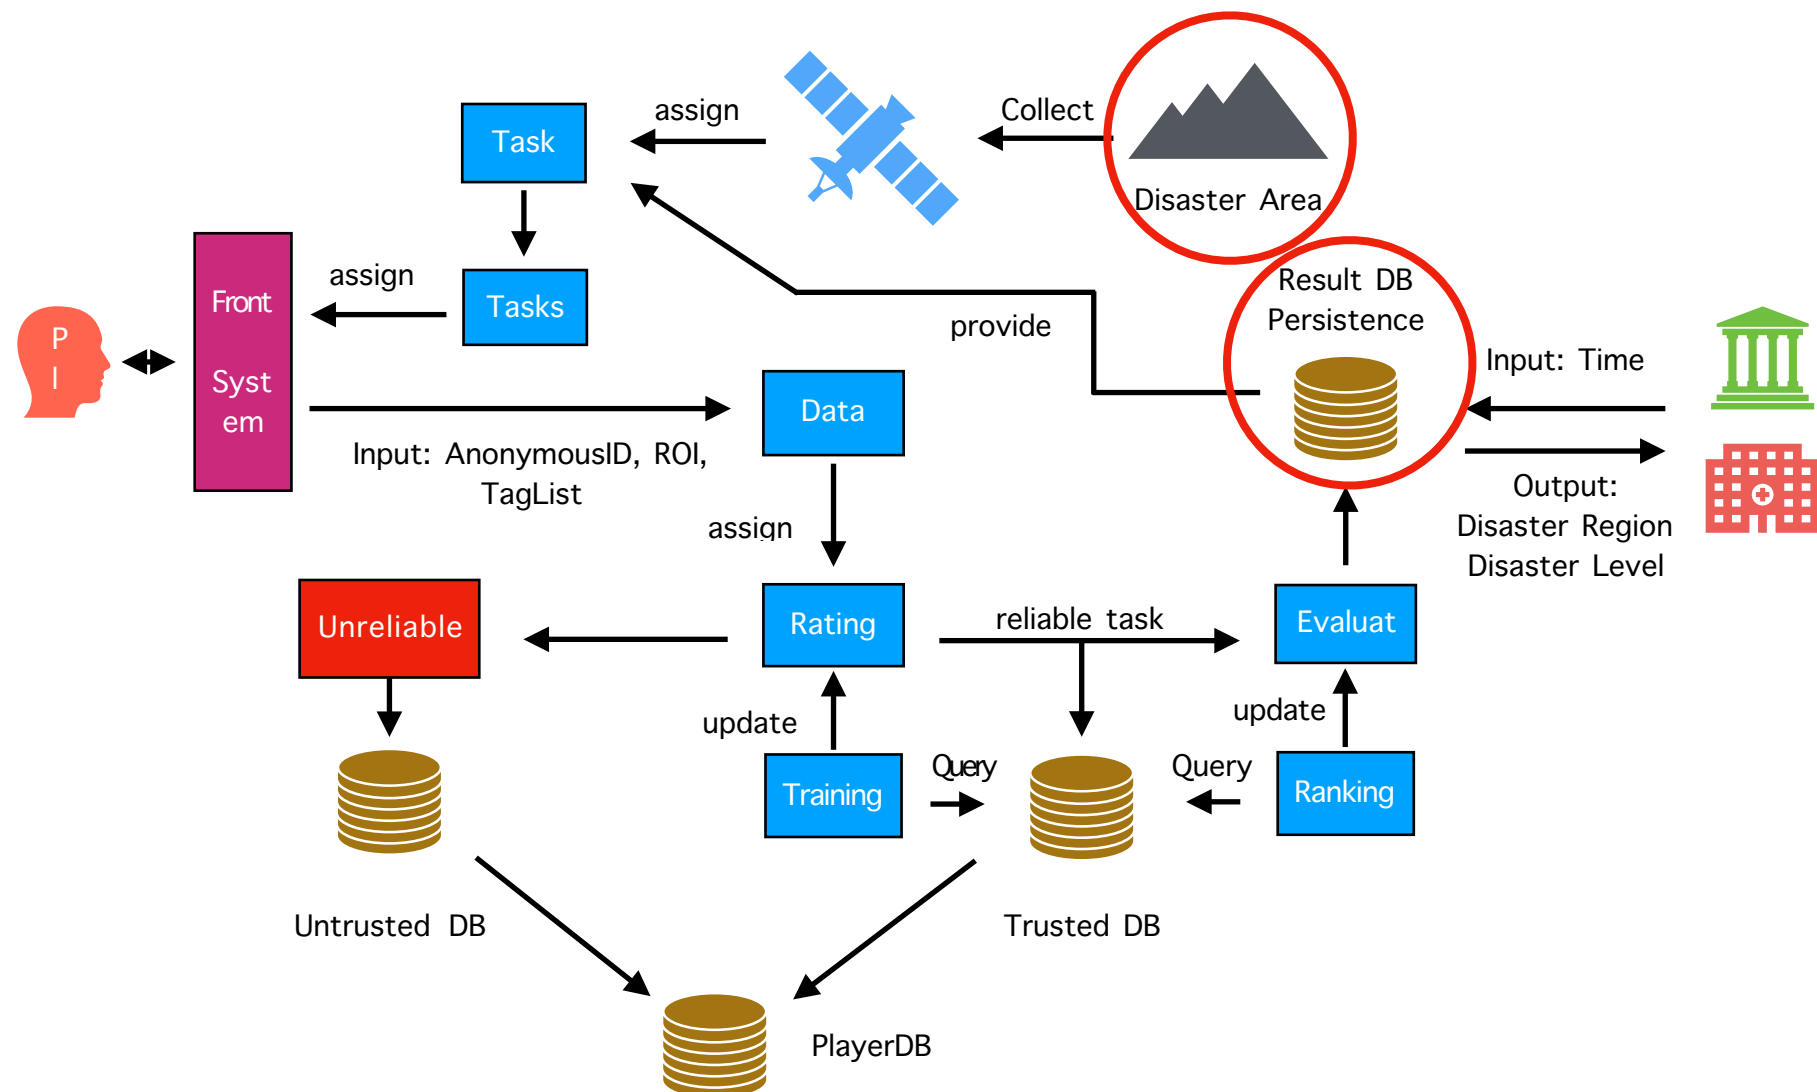 assign
Collect
Task
Disaster Area
Result DB
Persistence
assign
Tasks
Front
Syst
em
P
I
provide
Input: Time
Data
Input: AnonymousID, ROI,
TagList
Output:
Disaster Region
Disaster Level
assign
Unreliable
Rating
reliable task
Evaluat
update
update
Query
Query
Training
Ranking
Untrusted DB
Trusted DB
PlayerDB